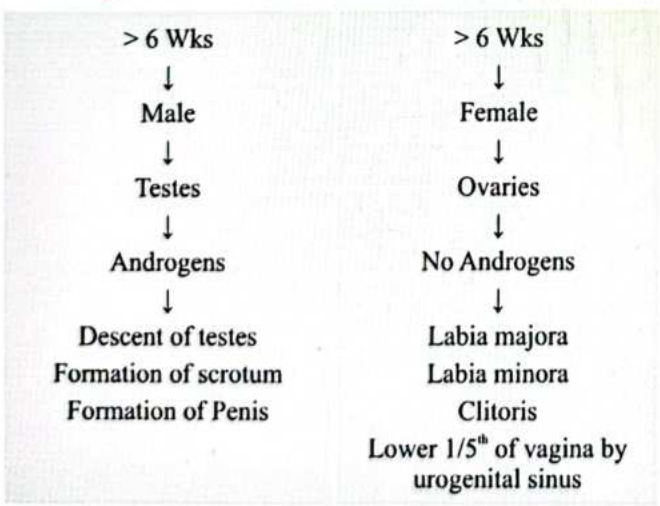 > 6 Wks
↓
Male
↓
Testes
↓
Androgens
↓
Descent of testes
Formation of scrotum
Formation of Penis
> 6 Wks
↓
Female
↓
Ovaries
↓
No Androgens
↓
Labia majora
Labia minora
Clitoris
Lower 1/5th of vagina by
urogenital sinus